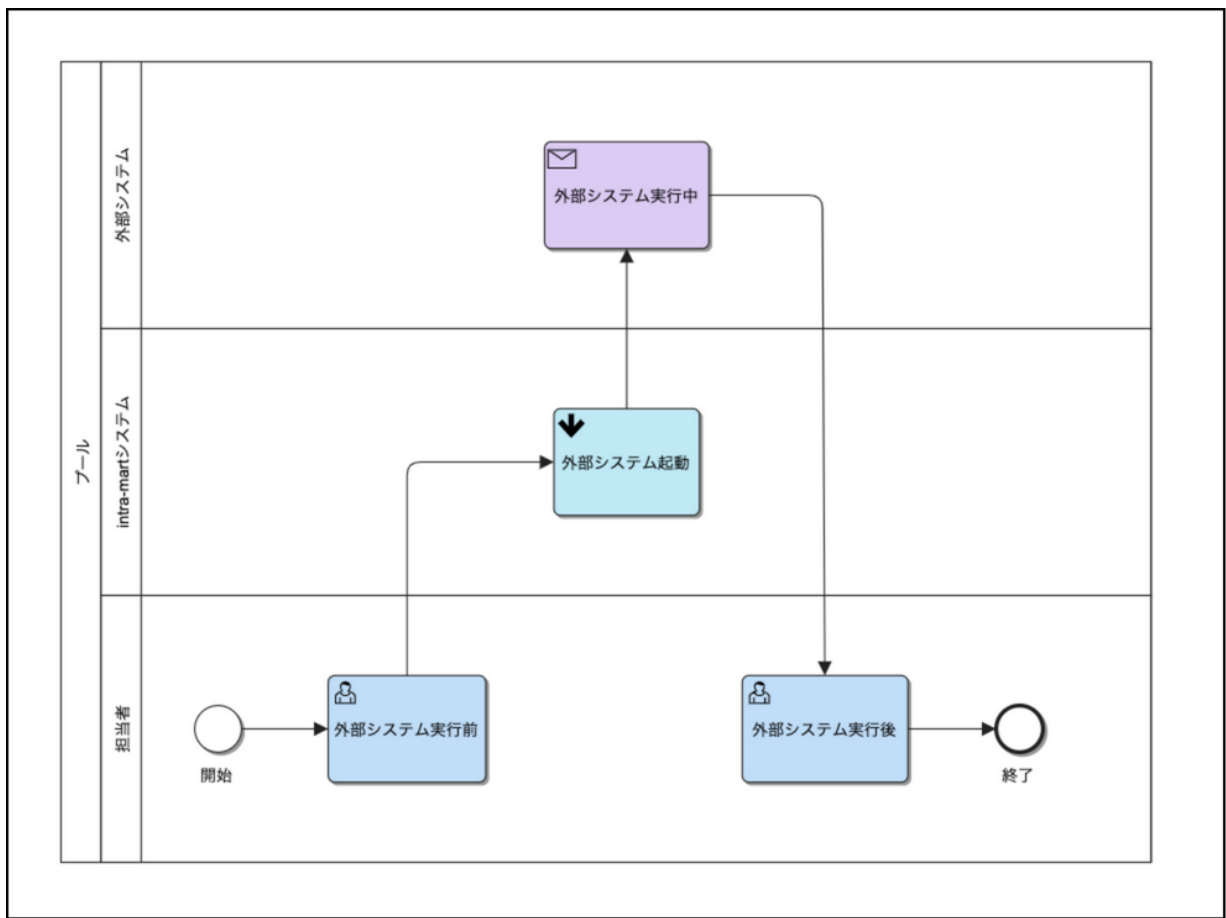 プール
外部システム
外部システム実行中
intra-martシステム
外部システム起動
担当者
開始
外部システム実行前
外部システム実行後
終了